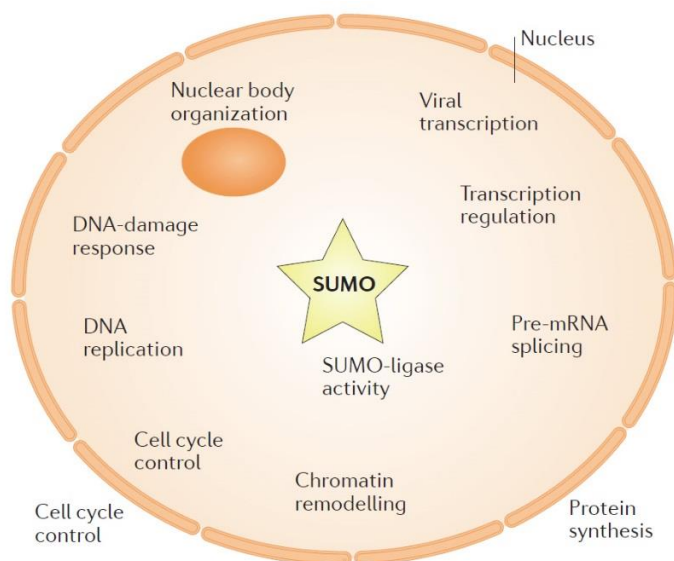 Nucleus
Nuclear body
organization
Viral
transcription
Transcription
regulation
DNA-damage
response
SUMO
DNA
replication
Pre-mRNA
splicing
SUMO-ligase
activity
Cell cycle
control
Chromatin
remodelling
Cell cycle
control
Protein
synthesis